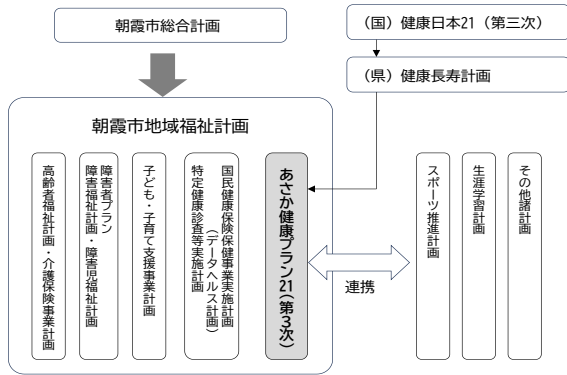 朝霞市総合計画
（国）健康日本21（第三次）
（県）健康長寿計画
朝霞市地域福祉計画
高齢者福祉計画・介護保険事業計画
障害者プラン
障害福祉計画・障害児福祉計画
子ども・子育て支援事業計画
国民健康保険保健事業実施計画
（データヘルス計画）
特定健康診査等実施計画
あさか健康プラン21（第３次）
連携
スポーツ推進計画
生涯学習計画
その他諸計画